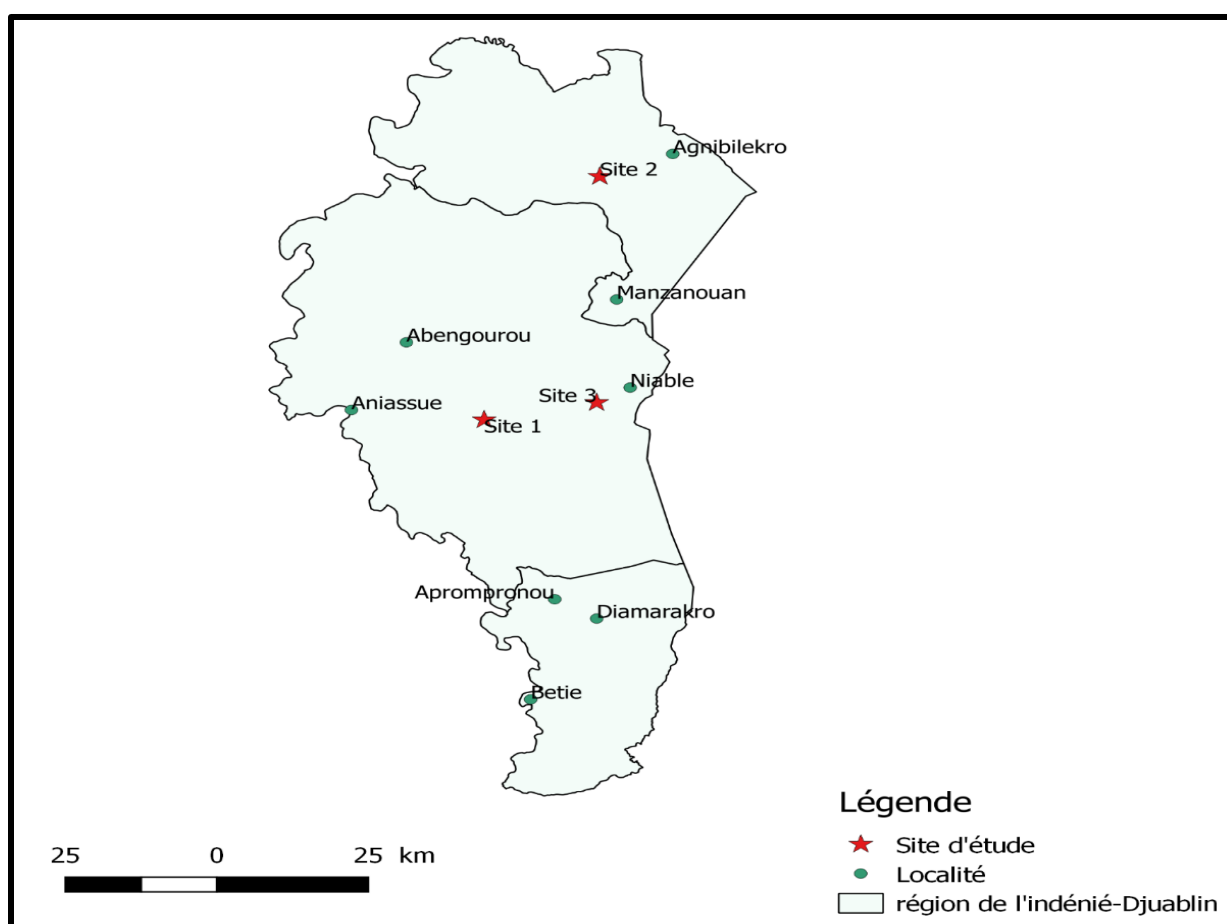 Agnibilekro
Site 2
Manzanouan
Abengourou
Niable
Site 3
Aniassue
Site 1
Aprompronou
Diamarakro
Betie
Légende
Site d'étude
Localité
région de l'indénié-Djuablin
25 0 25 km